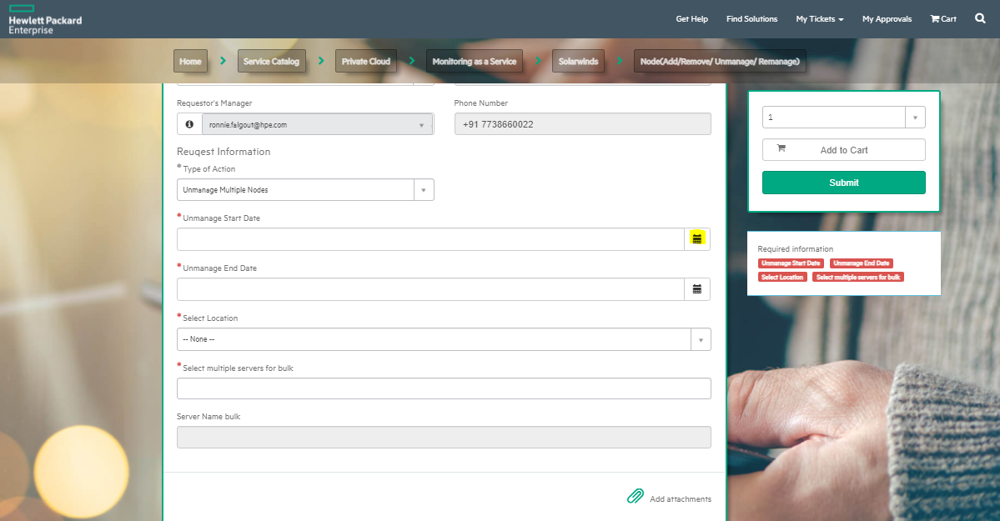 Hewlett Packard
Enterprise
Get Help
Find Solutions
My Tickets
My Approvals
Cart
Home
Service Catalog
Private Cloud
Monitoring as a Service
Solarwinds
Node(Add/Remove/ Unmanage/ Remanage)
Requestor's Manager
ronnie.falgout@hpe.com
Phone Number
+91 7738660022
Reuqest Information
* Type of Action
Unmanage Multiple Nodes
* Unmanage Start Date
* Unmanage End Date
* Select Location
-- None --
* Select multiple servers for bulk
Server Name bulk
Add attachments
1
Add to Cart
Submit
Required information
Unmanage Start Date
Unmanage End Date
Select Location
Select multiple servers for bulk